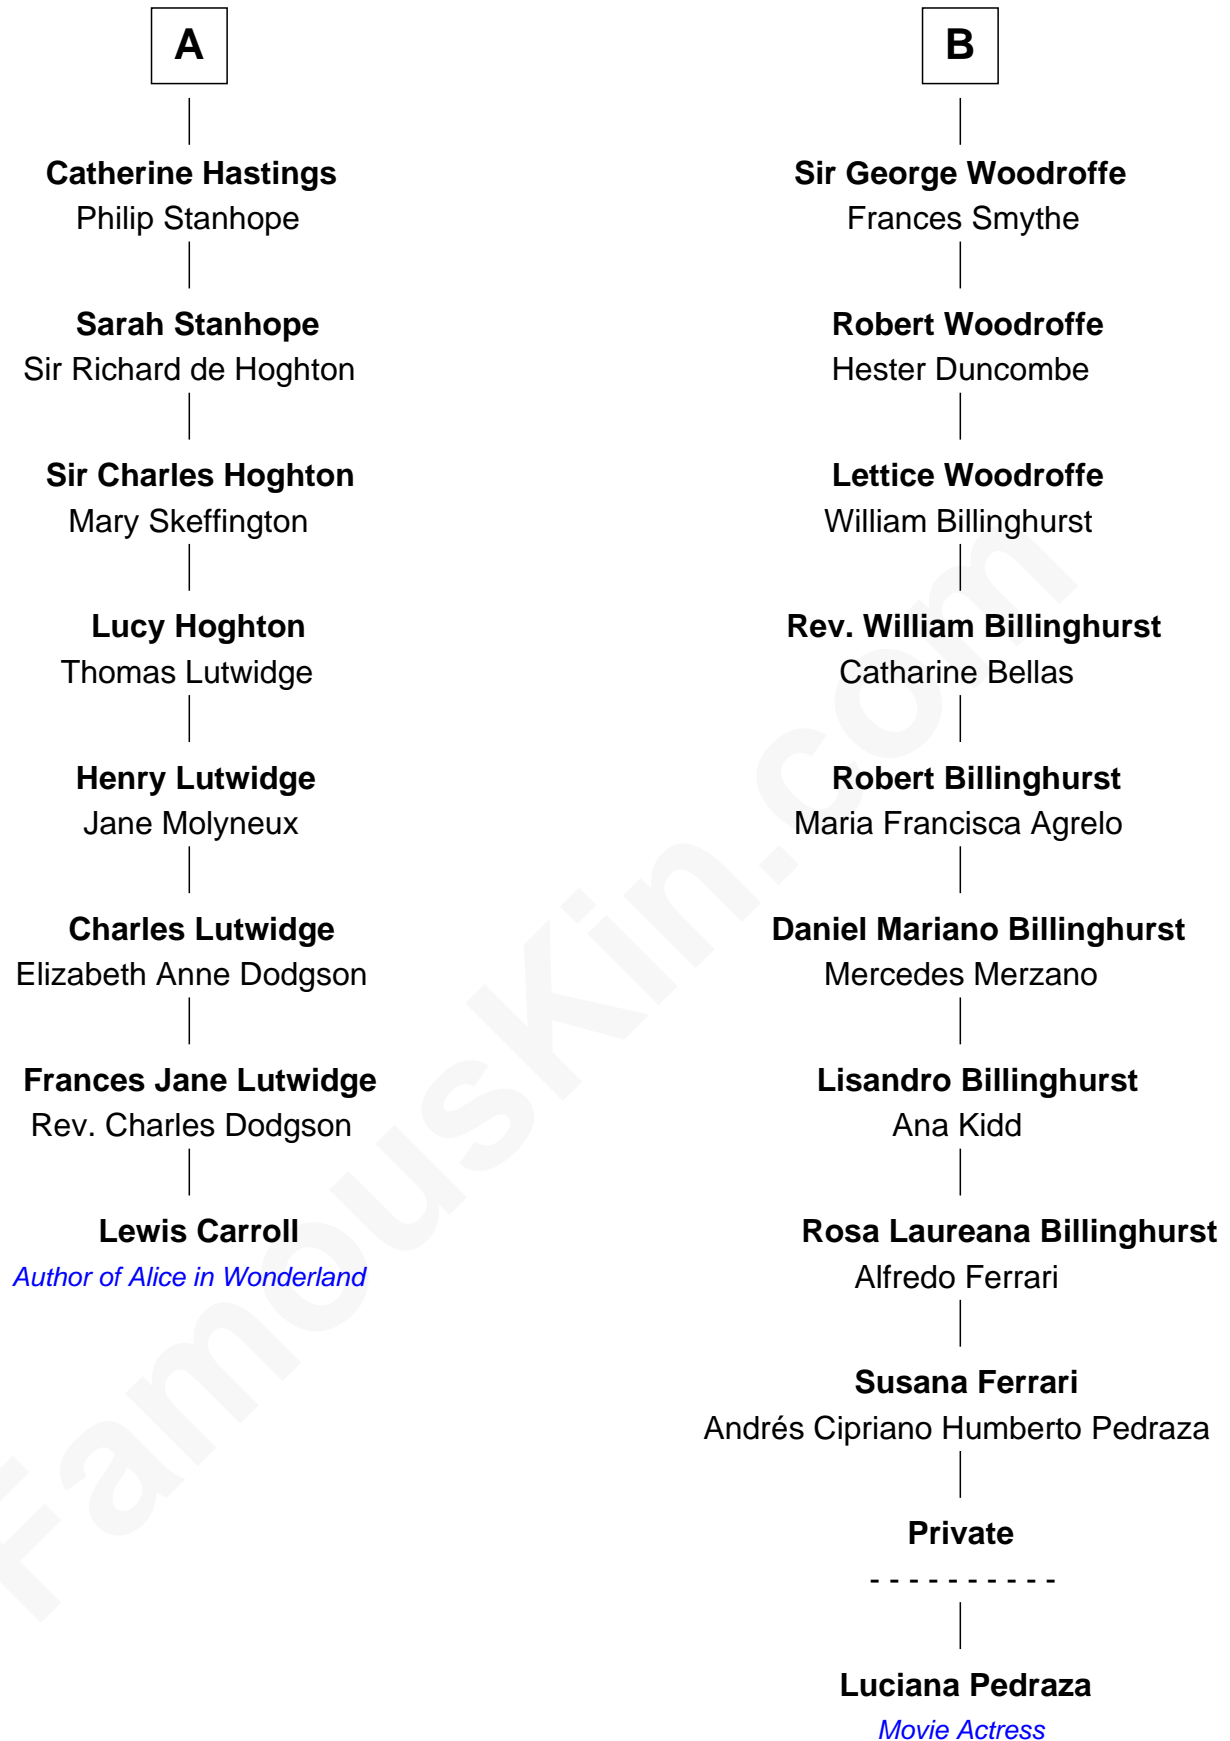 A
Catherine Hastings
Philip Stanhope
Sarah Stanhope
Sir Richard de Hoghton
Sir Charles Hoghton
Mary Skeffington
Lucy Hoghton
Thomas Lutwidge
Henry Lutwidge
Jane Molyneux
Charles Lutwidge
Elizabeth Anne Dodgson
Frances Jane Lutwidge
Rev. Charles Dodgson
Lewis Carroll
Author of Alice in Wonderland
B
Sir George Woodroffe
Frances Smythe
Robert Woodroffe
Hester Duncombe
Lettice Woodroffe
William Billinghurst
Rev. William Billinghurst
Catharine Bellas
Robert Billinghurst
Maria Francisca Agrelo
Daniel Mariano Billinghurst
Mercedes Merzano
Lisandro Billinghurst
Ana Kidd
Rosa Laureana Billinghurst
Alfredo Ferrari
Susana Ferrari
Andrés Cipriano Humberto Pedraza
Private
- - - - - - - - - -
Luciana Pedraza
Movie Actress
FamousKin.com